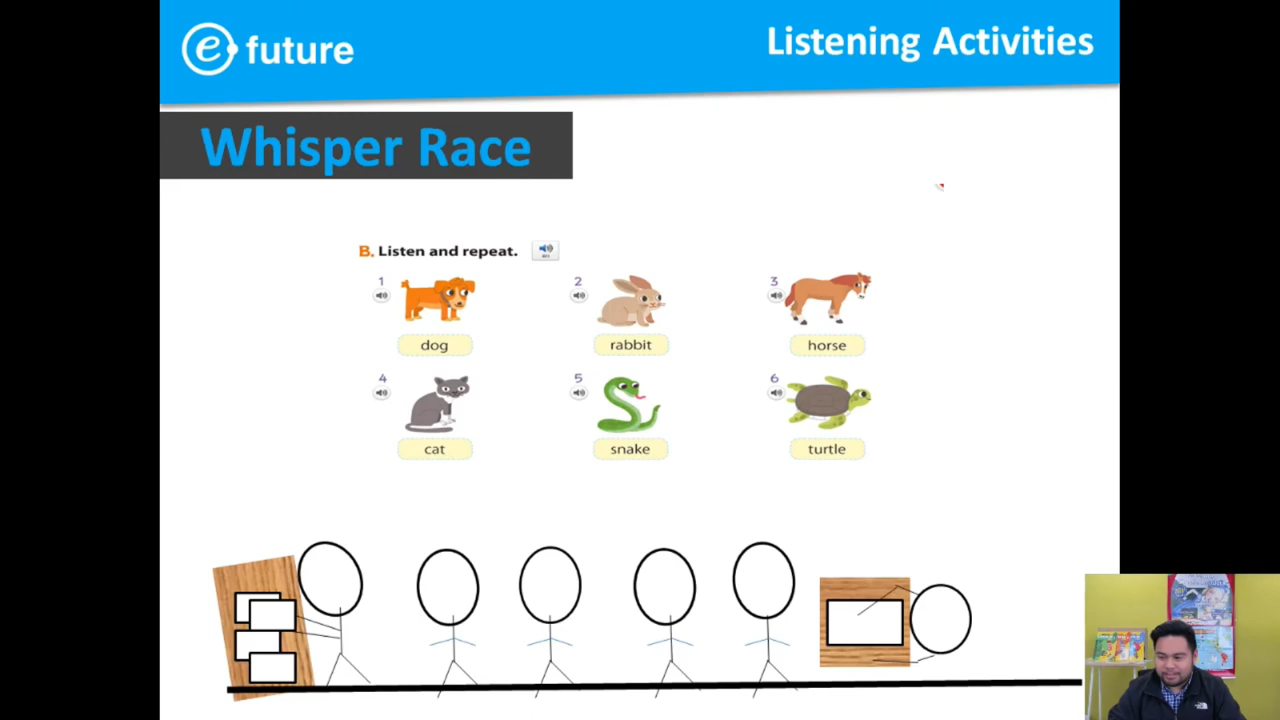 e future
Listening Activities
Whisper Race
B. Listen and repeat.
1
2
3
dog
rabbit
horse
4
5
6
cat
snake
turtle